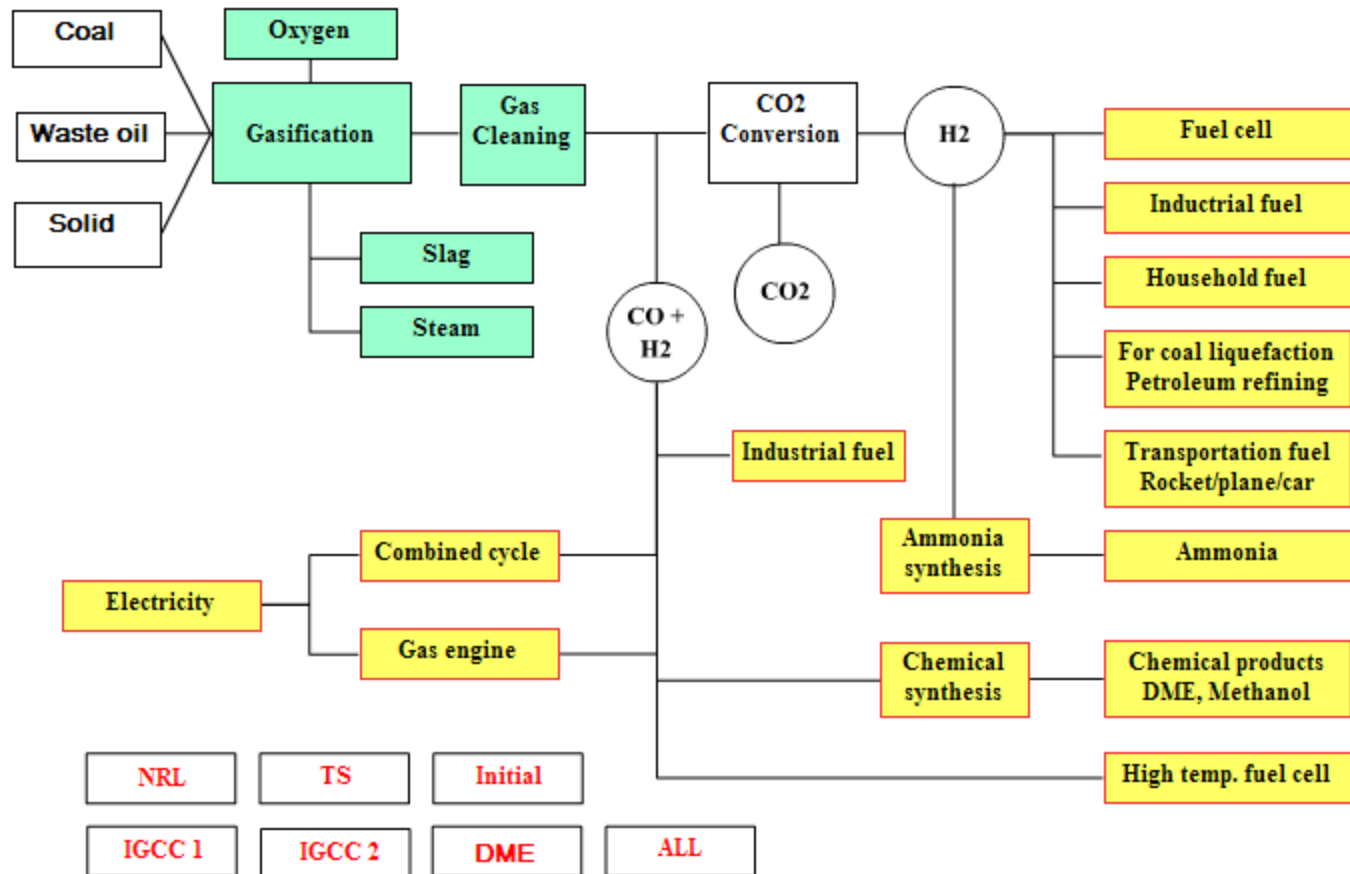 Coal
Oxygen
Waste oil
Gasification
Gas
Cleaning
CO2
Conversion
H2
Fuel cell
Solid
Inductrial fuel
Slag
Household fuel
CO2
Steam
CO +
H2
For coal liquefaction
Petroleum refining
Industrial fuel
Transportation fuel
Rocket/plane/car
Combined cycle
Ammonia
synthesis
Ammonia
Electricity
Gas engine
Chemical
synthesis
Chemical products
DME, Methanol
High temp. fuel cell
NRL
TS
Initial
IGCC 1
IGCC 2
DME
ALL